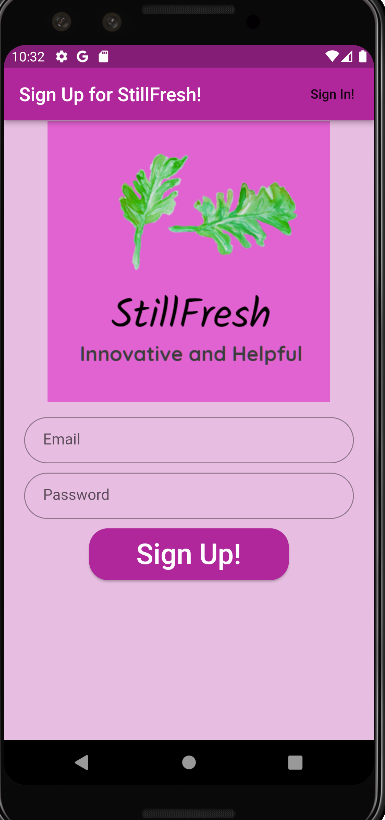 10:32
Sign Up for StillFresh!
Sign In!
StillFresh
Innovative and Helpful
Email
Password
Sign Up!